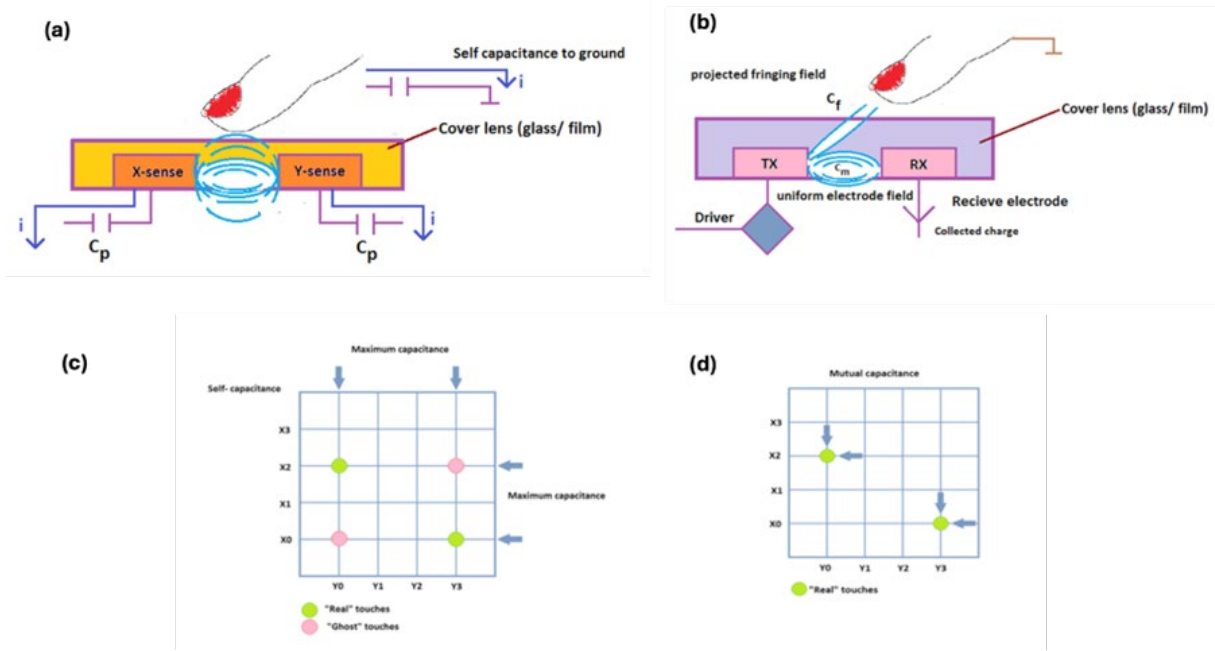 (a)
Self capacitance to ground
i
Cover lens (glass/ film)
X-sense
Y-sense
i
i
Cp
Cp
(b)
projected fringing field
Cf
Cover lens (glass/ film)
TX
Cm
RX
uniform electrode field
Recieve electrode
Driver
Collected charge
(c)
Maximum capacitance
Self- capacitance
X3
X2
X1
Maximum capacitance
X0
Y0 Y1 Y2 Y3
"Real" touches
"Ghost" touches
(d)
Mutual capacitance
X3
X2
X1
X0
Y0 Y1 Y2 Y3
"Real" touches